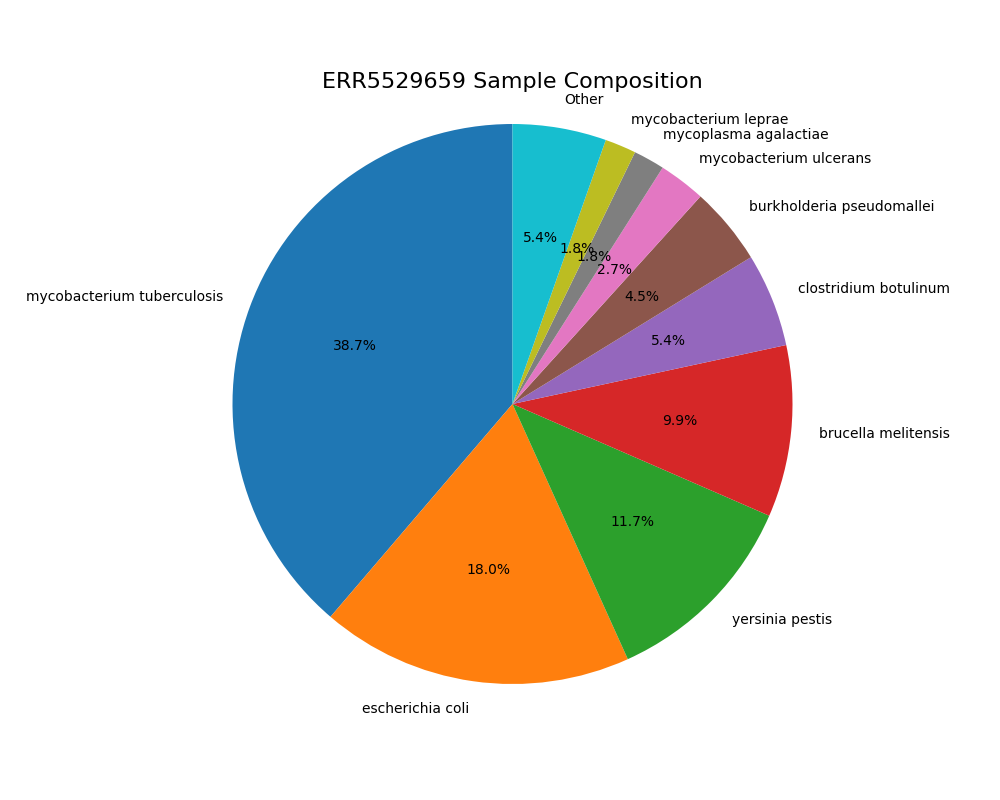 ERR5529659 Sample Composition
Other
mycobacterium leprae
mycoplasma agalactiae
mycobacterium ulcerans
burkholderia pseudomallei
clostridium botulinum
brucella melitensis
yersinia pestis
escherichia coli
mycobacterium tuberculosis
5.4%
1.8%
1.8%
2.7%
4.5%
5.4%
9.9%
11.7%
18.0%
38.7%